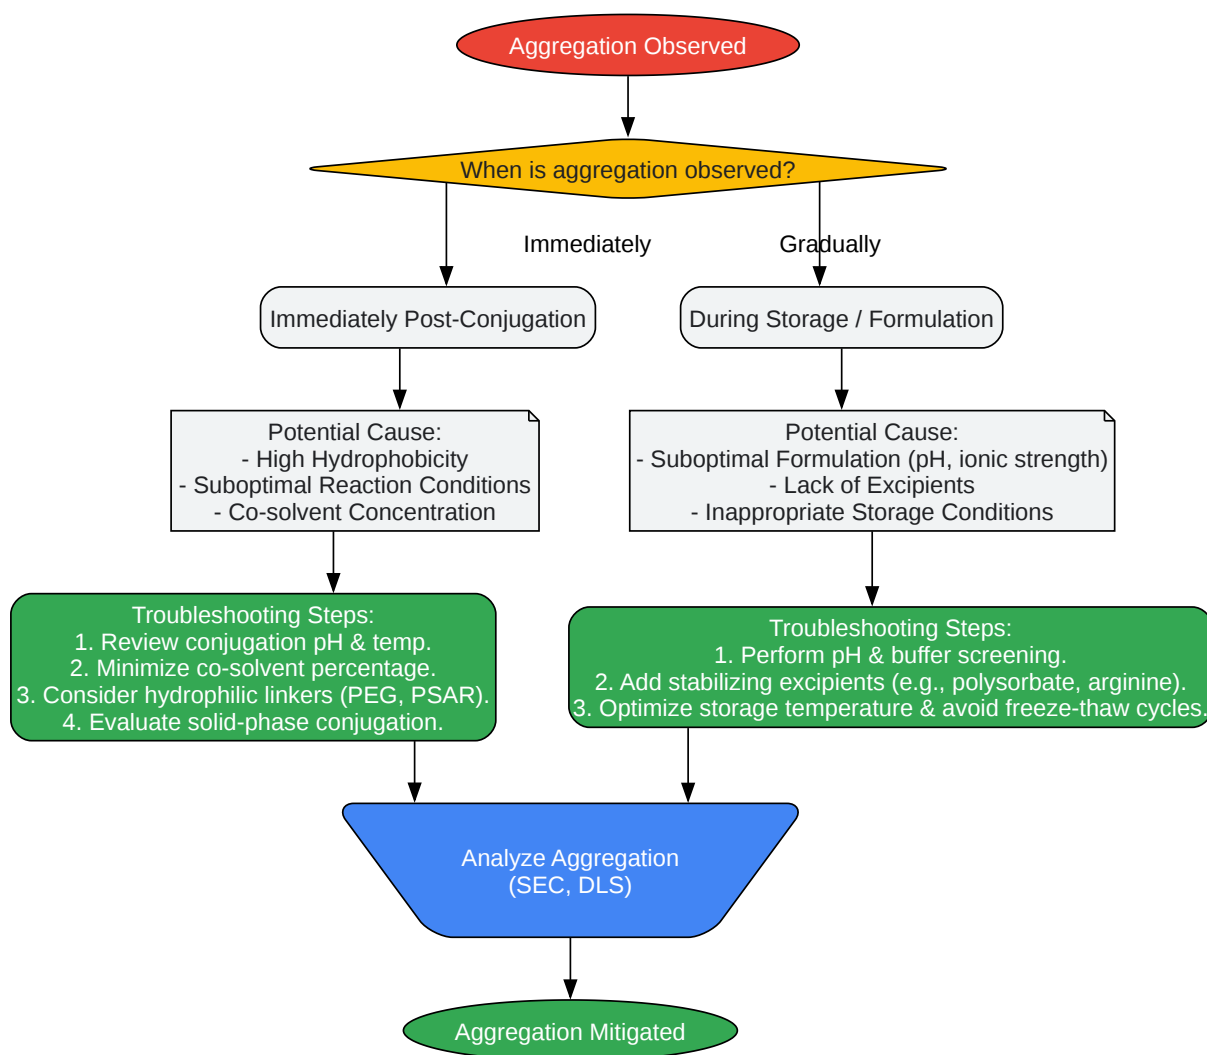 Aggregation Observed
When is aggregation observed?
Immediately
Gradually
Immediately Post-Conjugation
During Storage / Formulation
Potential Cause:
- High Hydrophobicity
- Suboptimal Reaction Conditions
- Co-solvent Concentration
Potential Cause:
- Suboptimal Formulation (pH, ionic strength)
- Lack of Excipients
- Inappropriate Storage Conditions
Troubleshooting Steps:
1. Review conjugation pH & temp.
2. Minimize co-solvent percentage.
3. Consider hydrophilic linkers (PEG, PSAR).
4. Evaluate solid-phase conjugation.
Troubleshooting Steps:
1. Perform pH & buffer screening.
2. Add stabilizing excipients (e.g., polysorbate, arginine).
3. Optimize storage temperature & avoid freeze-thaw cycles.
Analyze Aggregation
(SEC, DLS)
Aggregation Mitigated